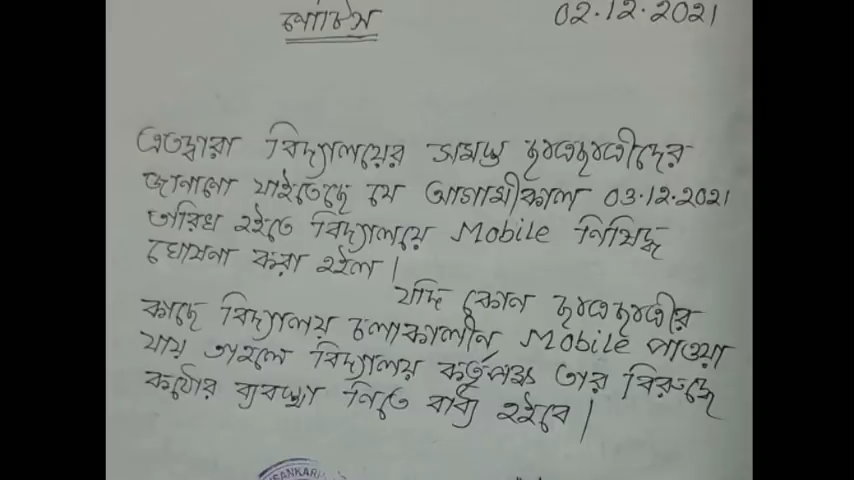 নোটিস
02.12.2021
এতদ্বারা বিদ্যালয়ের সমস্ত ছাত্রছাত্রীদের
জানানো যাইতেছে যে আগামীকাল 03.12.2021
তারিখ হইতে বিদ্যালয়ে Mobile নিষিদ্ধ
ঘোষনা করা হইল।
যদি কোন ছাত্রছাত্রীর
কাছে বিদ্যালয় চলাকালীন Mobile পাওয়া
যায় তাহলে বিদ্যালয় কর্তৃপক্ষ তার বিরুদ্ধে
কঠোর ব্যবস্থা নিতে বাধ্য হইবে।